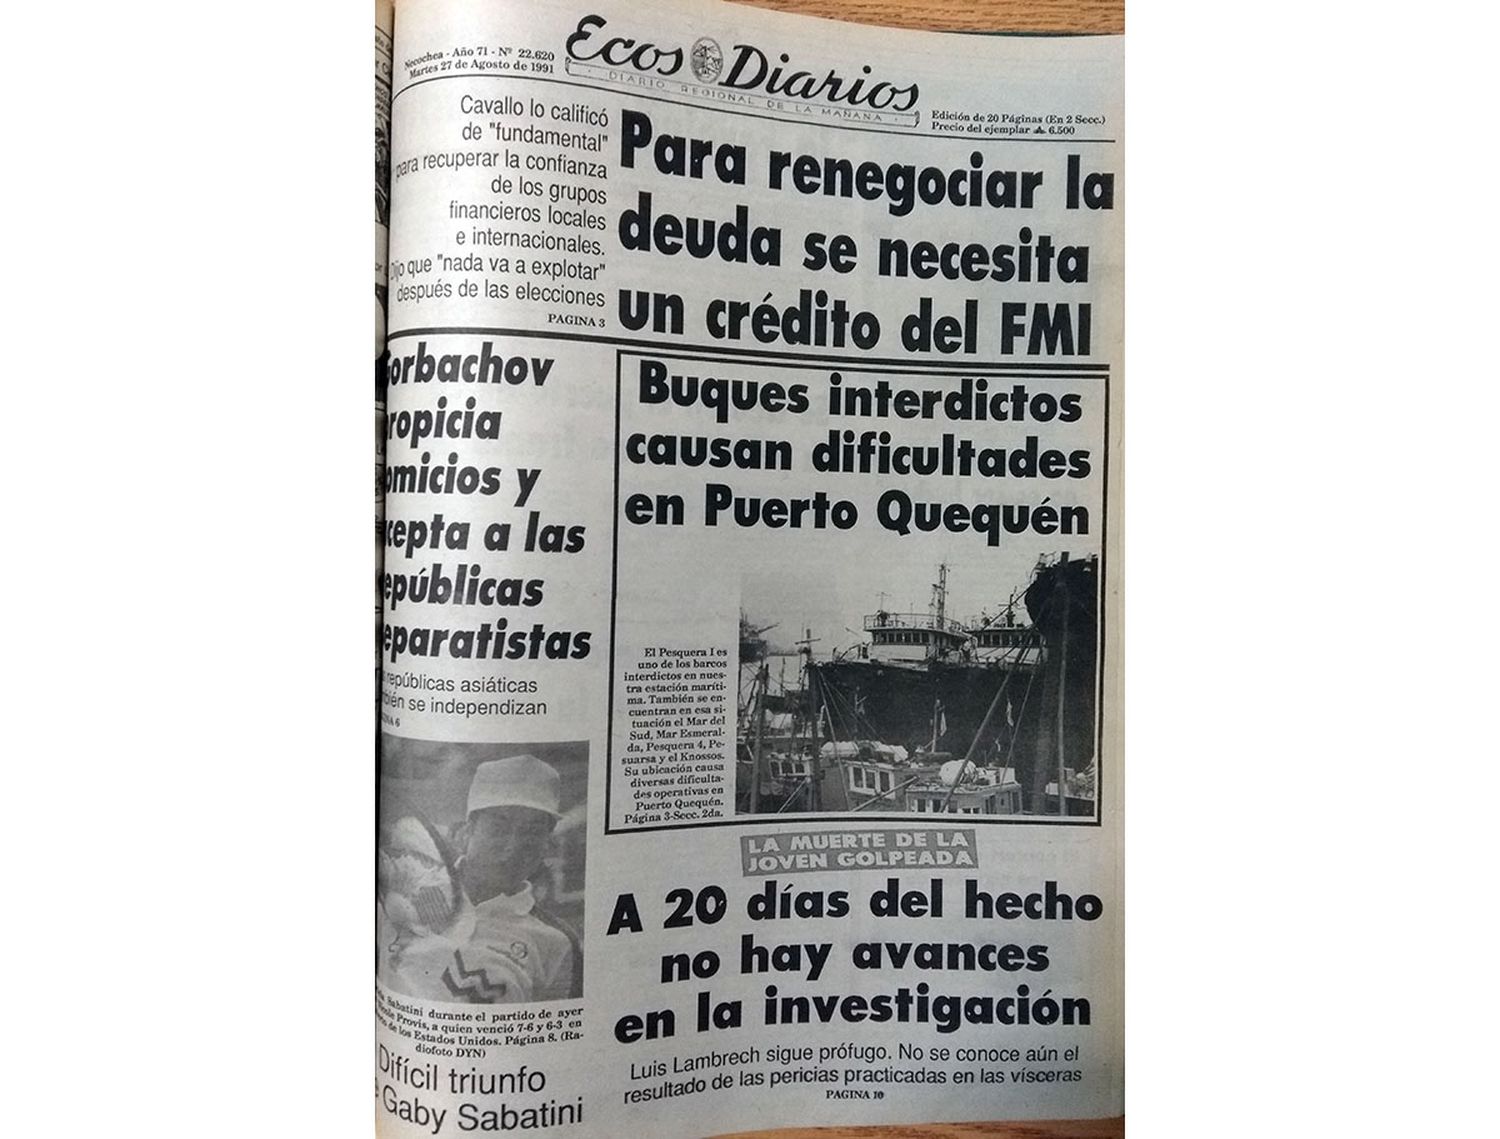 Necochea - Año 71 - Nº 22.620
Martes 27 de Agosto de 1991
Ecos Diarios
DIARIO REGIONAL DE LA MAÑANA
Edición de 20 Páginas (En 2 Secc.)
Precio del ejemplar ₳ 6.500
Cavallo lo calificó
de "fundamental"
para recuperar la confianza
de los grupos
financieros locales
e internacionales.
Dijo que "nada va a explotar"
después de las elecciones
PAGINA 3
Para renegociar la
deuda se necesita
un crédito del FMI
orbachov
ropicia
omicios y
cepta a las
epúblicas
eparatistas
repúblicas asiáticas
bién se independizan
INA 6
Buques interdictos
causan dificultades
en Puerto Quequén
El Pesquera I es
uno de los barcos
interdictos en nues-
tra estación maríti-
ma. También se en-
cuentran en esa si-
tuación el Mar del
Sud, Mar Esmeral-
da, Pesquera 4, Pe-
suarsa y el Knossos.
Su ubicación causa
diversas dificulta-
des operativas en
Puerto Quequén.
Página 3-Secc. 2da.
Sabatini durante el partido de ayer
Nicole Provis, a quien venció 7-6 y 6-3 en
de los Estados Unidos. Página 8. (Ra-
diofoto DYN)
Difícil triunfo
Gaby Sabatini
LA MUERTE DE LA
JOVEN GOLPEADA
A 20 días del hecho
no hay avances
en la investigación
Luis Lambrech sigue prófugo. No se conoce aún el
resultado de las pericias practicadas en las vísceras
PAGINA 10